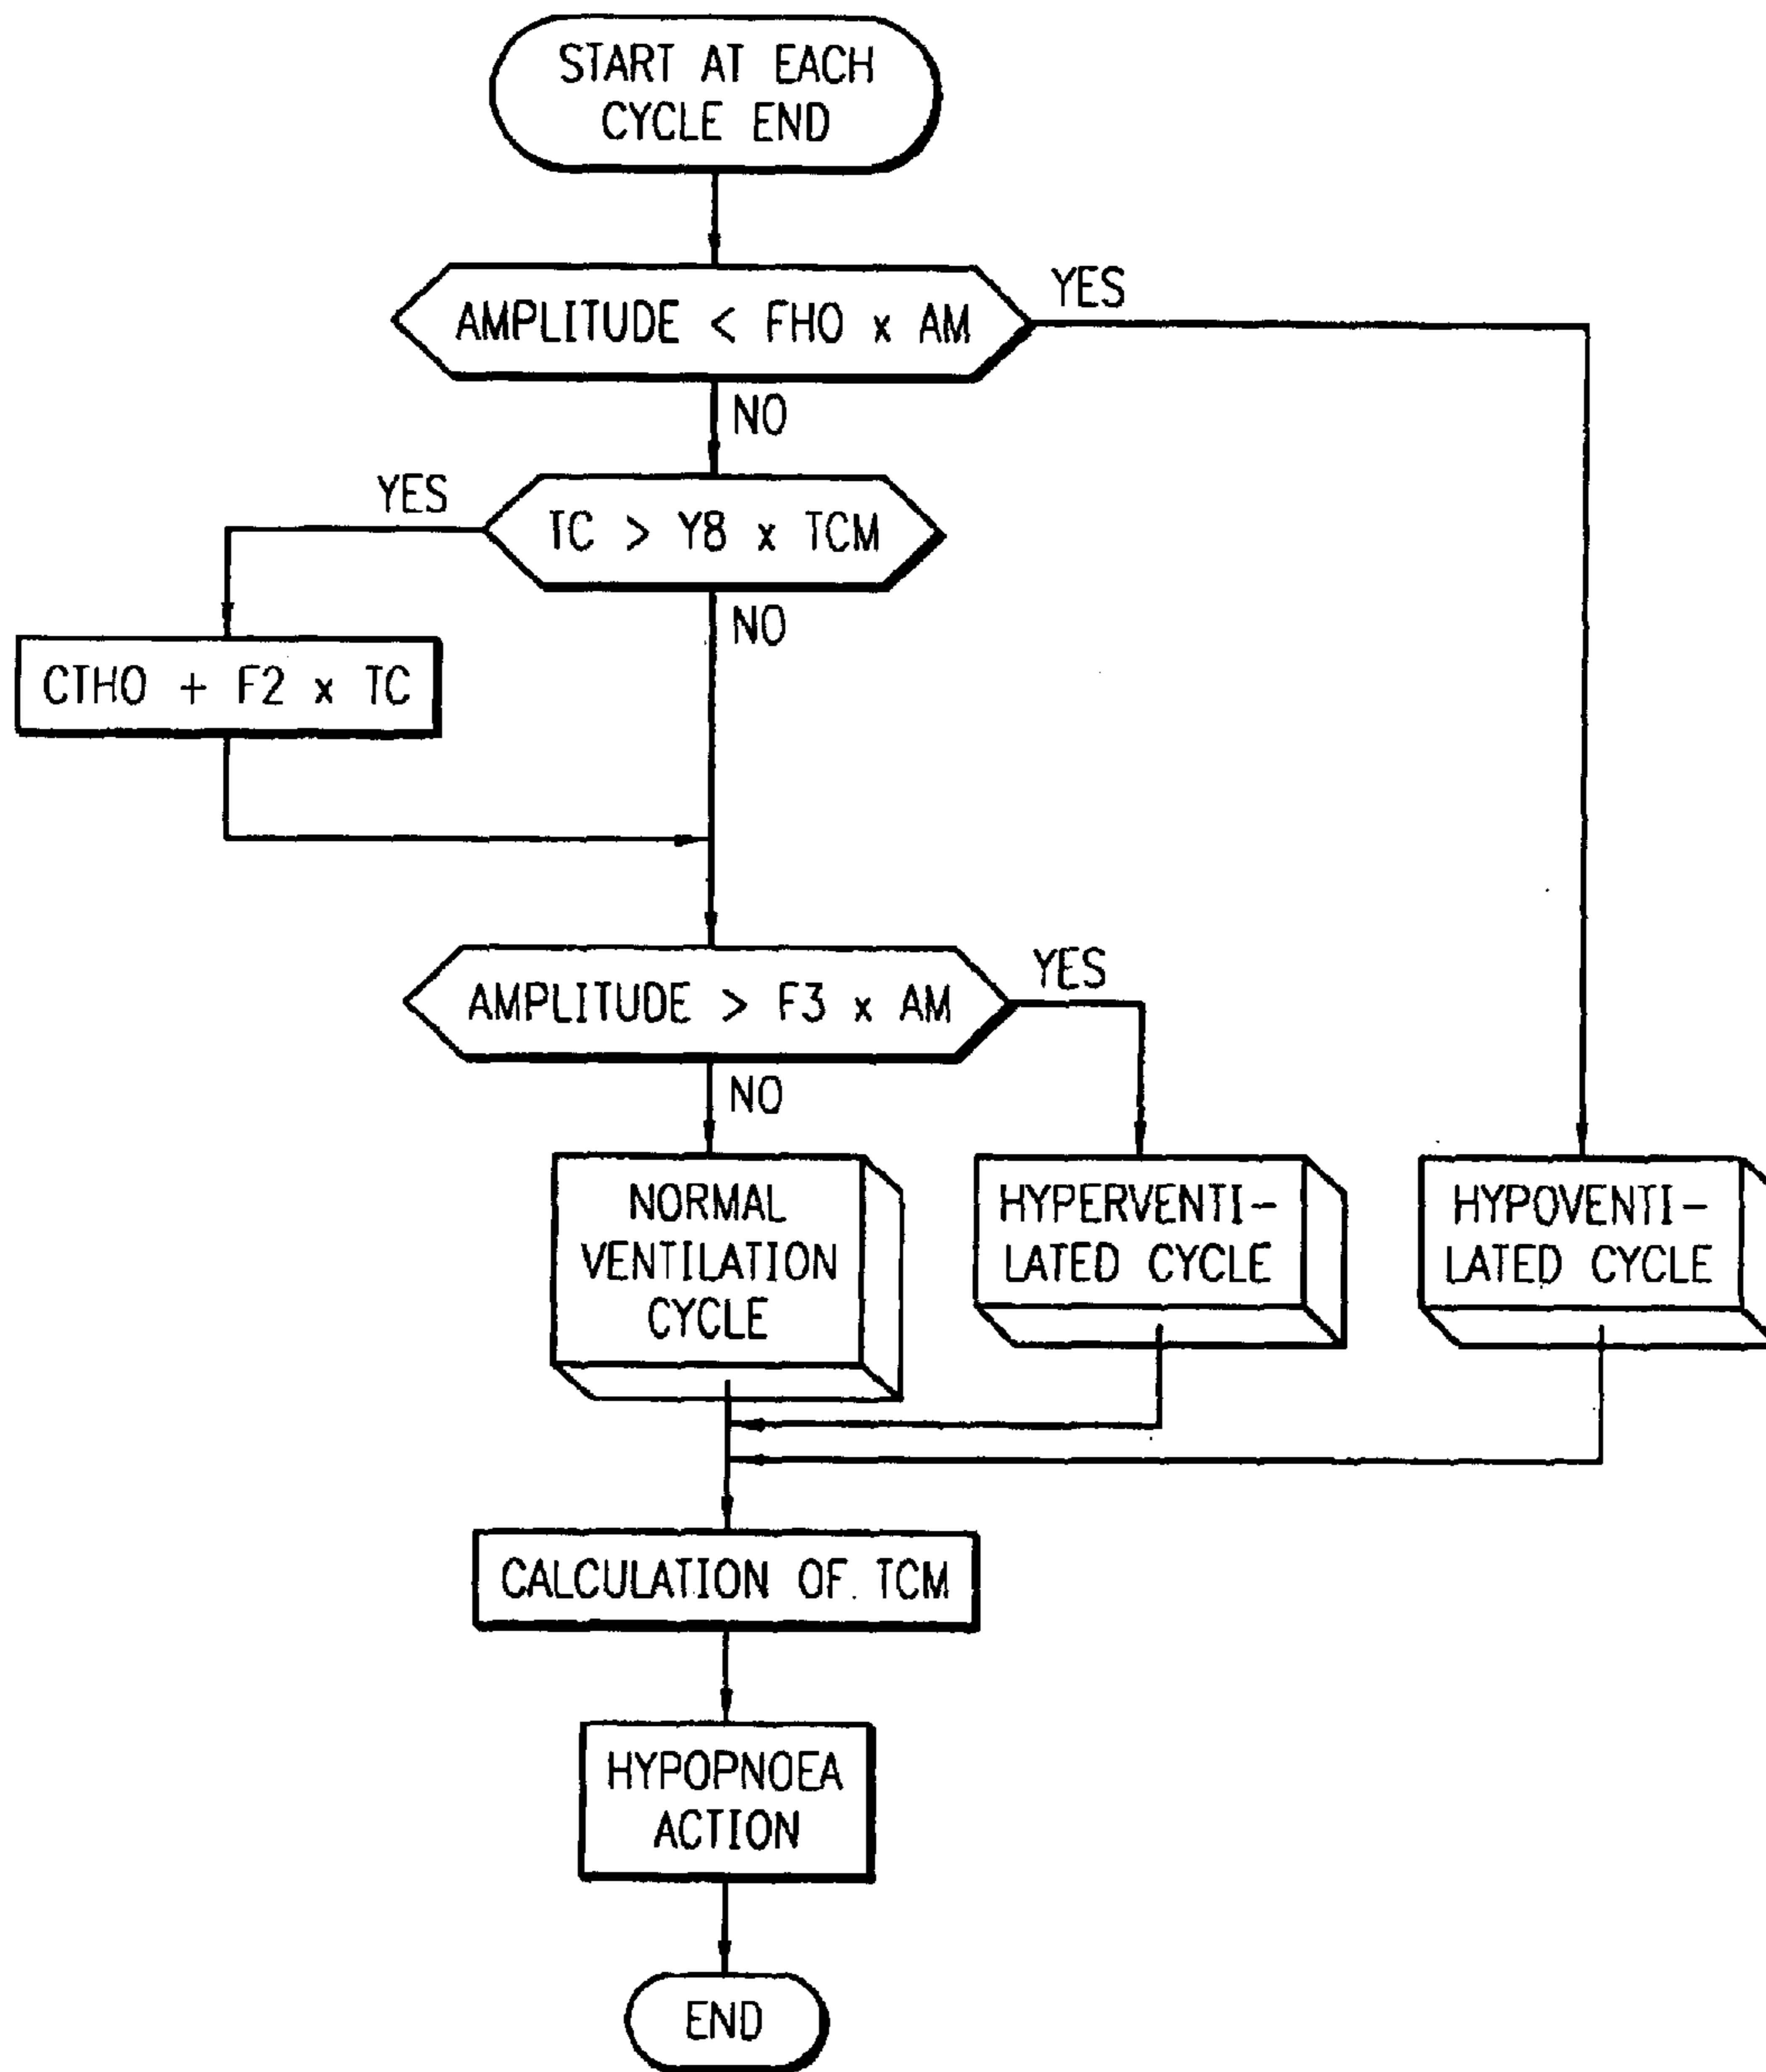 START AT EACH
CYCLE END
AMPLITUDE < FHO x AM
YES
NO
YES
TC > Y8 x TCM
NO
CTHO + F2 x TC
AMPLITUDE > F3 x AM
YES
NO
NORMAL
VENTILATION
CYCLE
HYPERVENTI-
LATED CYCLE
HYPOVENTI-
LATED CYCLE
CALCULATION OF TCM
HYPOPNOEA
ACTION
END